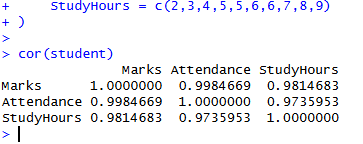 +     StudyHours = c(2,3,4,5,5,6,6,7,8,9)
+ )
>
> cor(student)
               Marks Attendance StudyHours
Marks      1.0000000  0.9984669  0.9814683
Attendance 0.9984669  1.0000000  0.9735953
StudyHours 0.9814683  0.9735953  1.0000000
>